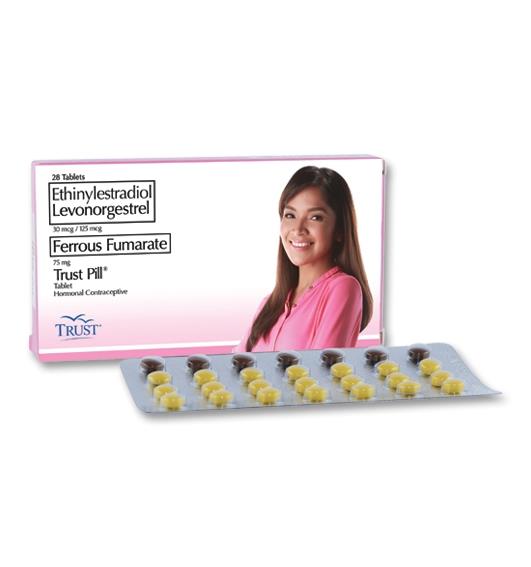 28 Tablets
Ethinylestradiol
Levonorgestrel
30 mcg / 125 mcg
Ferrous Fumarate
75 mg
Trust Pill®
Tablet
Hormonal Contraceptive
TRUST®